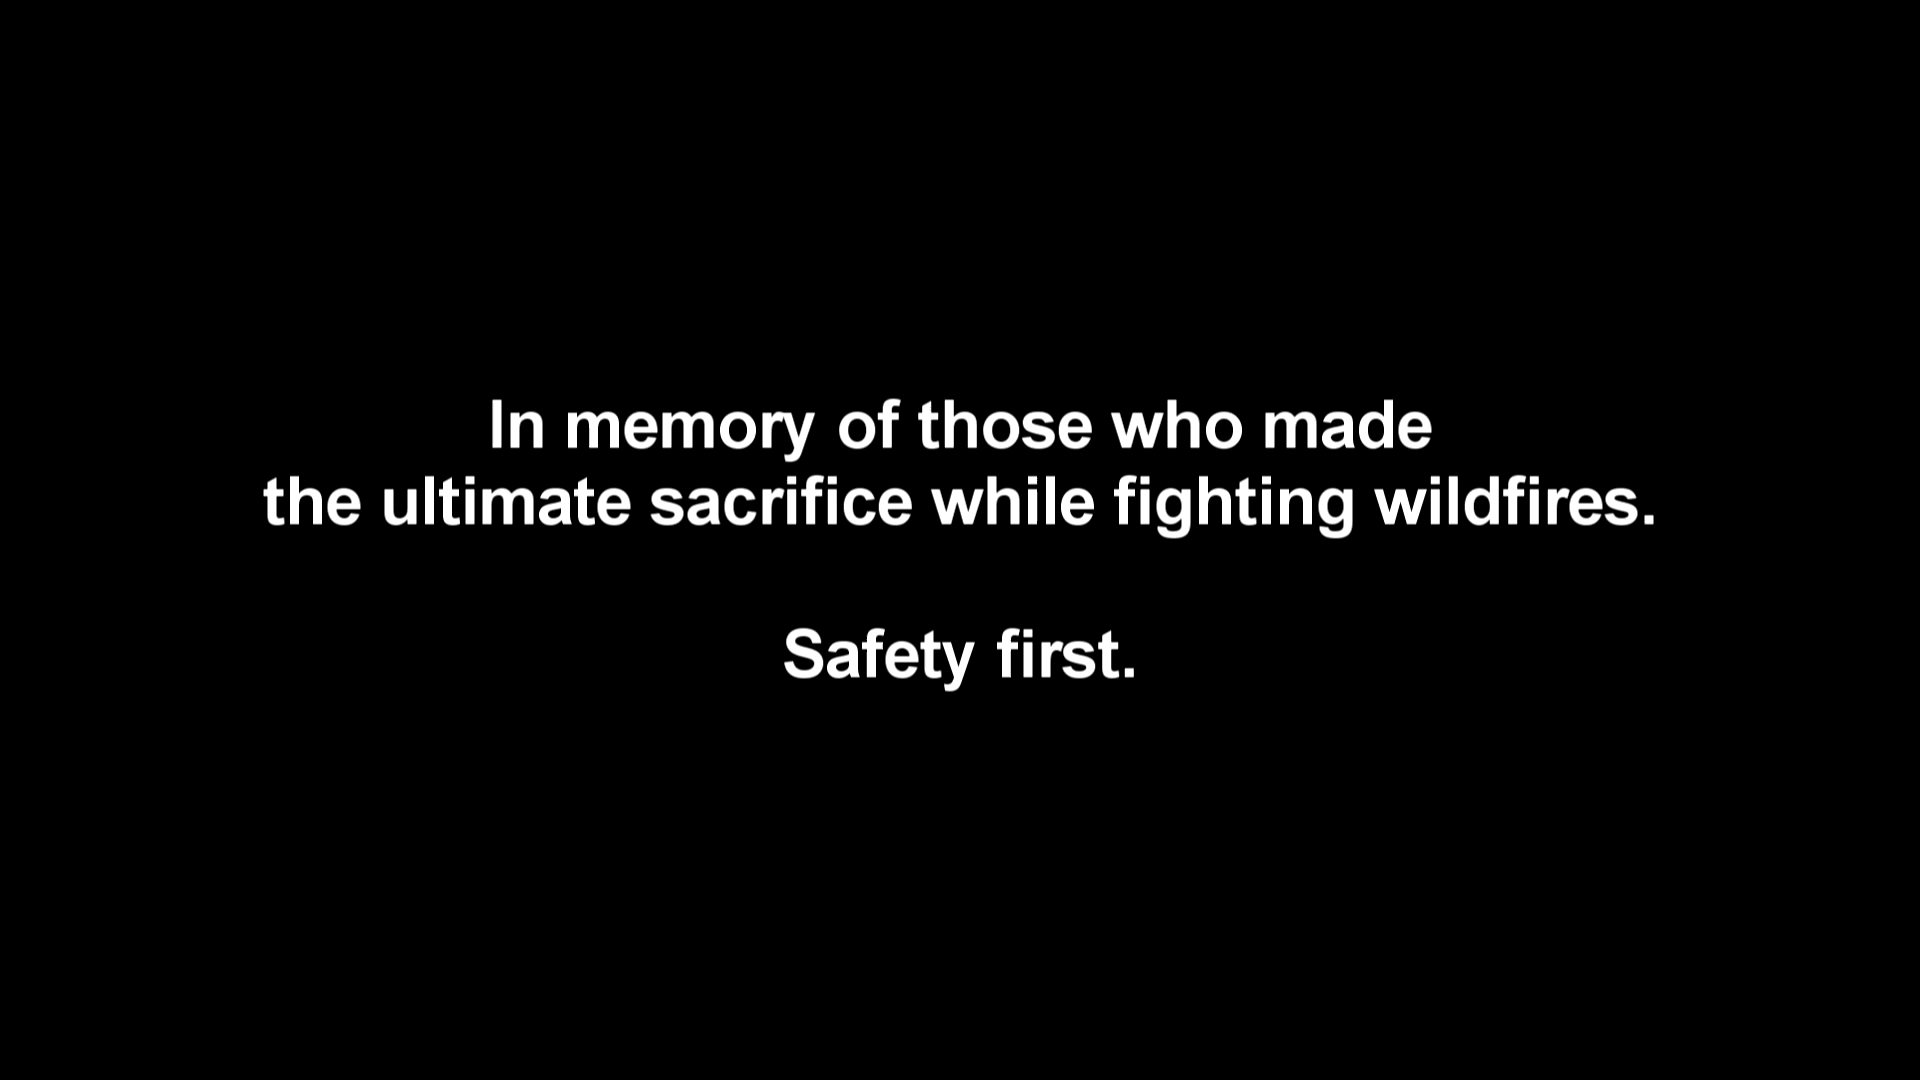 In memory of those who made
the ultimate sacrifice while fighting wildfires.
Safety first.